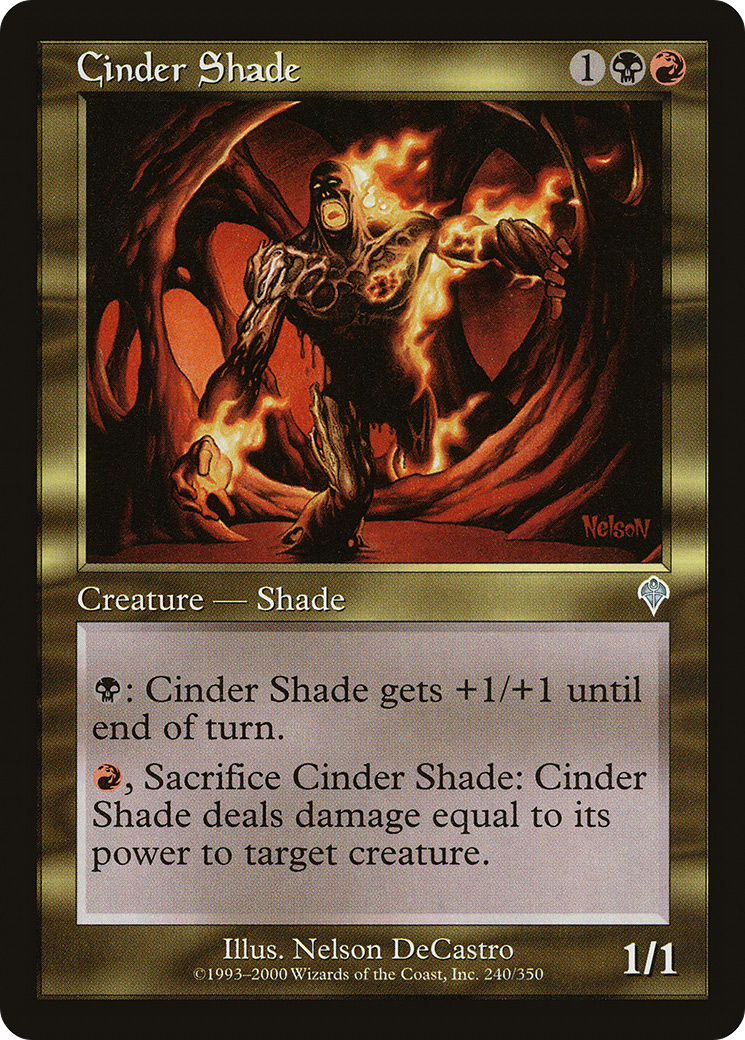 Cinder Shade 1
Nelson
Creature — Shade
: Cinder Shade gets +1/+1 until
end of turn.
, Sacrifice Cinder Shade: Cinder
Shade deals damage equal to its
power to target creature.
Illus. Nelson DeCastro
©1993–2000 Wizards of the Coast, Inc. 240/350
1/1